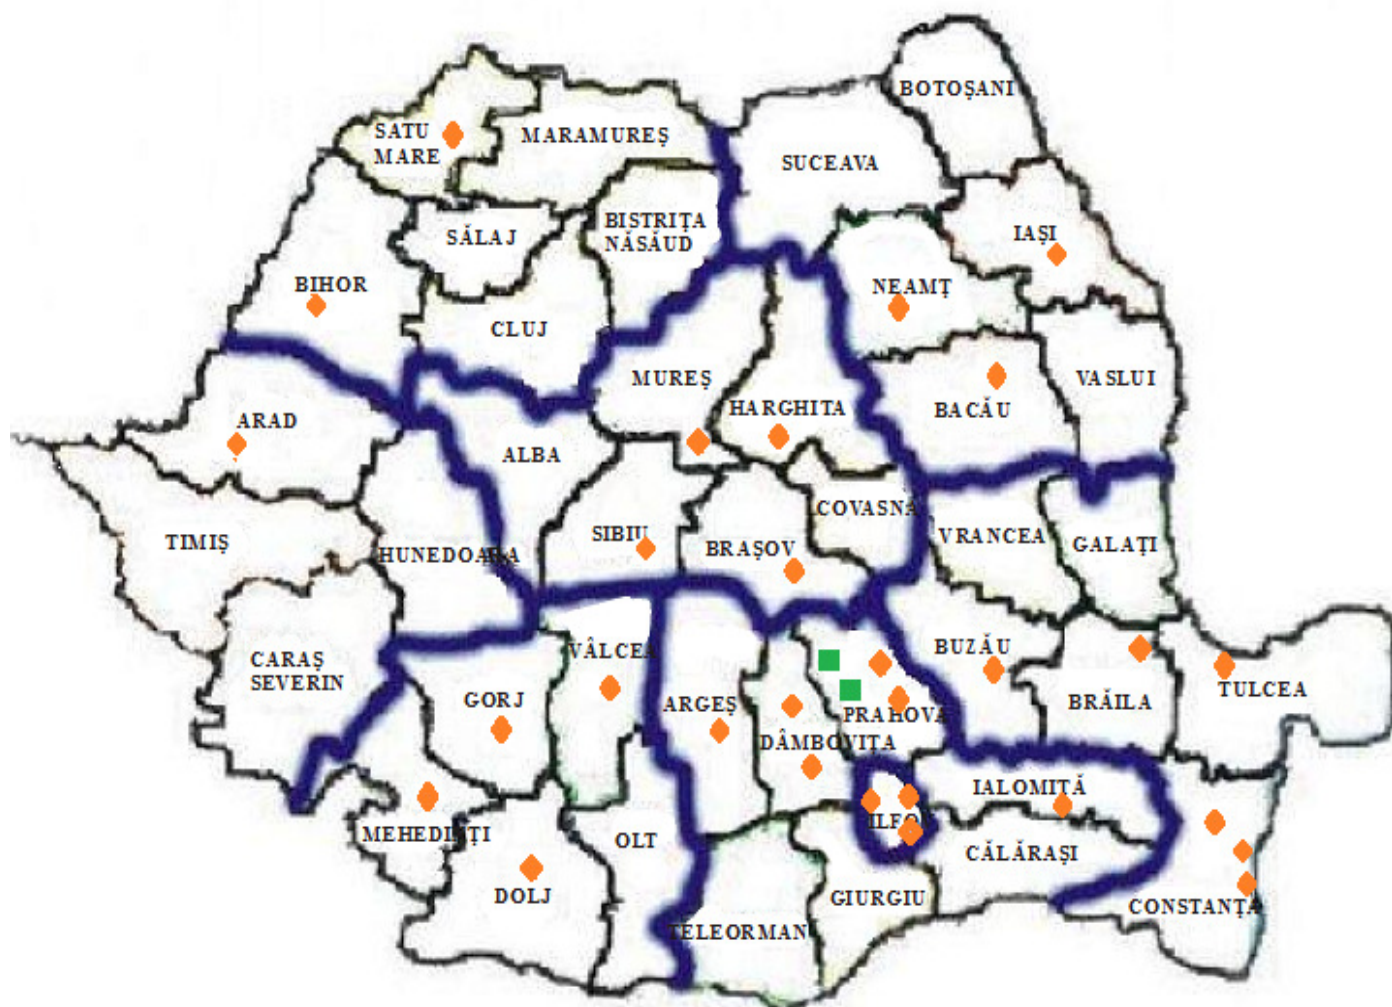 BOTOȘANI
SATU
MARE
MARAMUREȘ
SUCEAVA
BISTRIȚA
NĂSĂUD
SĂLAJ
IAȘI
BIHOR
NEAMȚ
CLUJ
MUREȘ
VASLUI
HARGHITA
BACĂU
ARAD
ALBA
COVASNA
TIMIȘ
HUNEDOARA
SIBIU
BRAȘOV
VRANCEA
GALAȚI
VÂLCEA
BUZĂU
CARAȘ
SEVERIN
GORJ
ARGEȘ
PRAHOVA
BRĂILA
TULCEA
DÂMBOVIȚA
IALOMIȚĂ
MEHEDINȚI
ILFOV
OLT
CĂLĂRAȘI
DOLJ
GIURGIU
CONSTANȚA
TELEORMAN